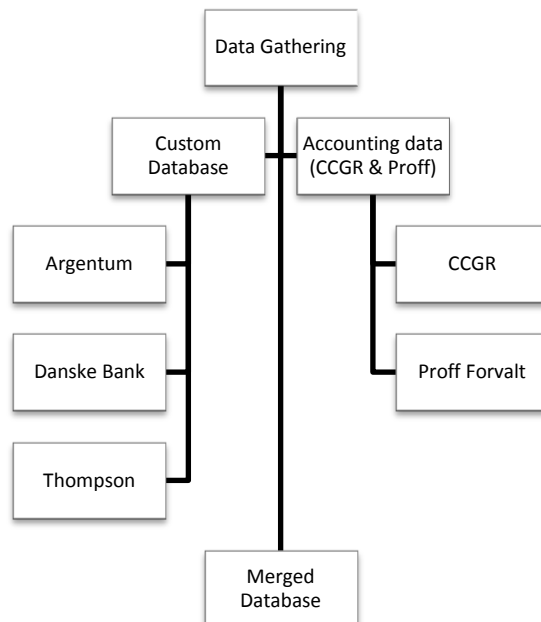 Data Gathering
Custom
Database
Accounting data
(CCGR & Proff)
Argentum
CCGR
Danske Bank
Proff Forvalt
Thompson
Merged
Database